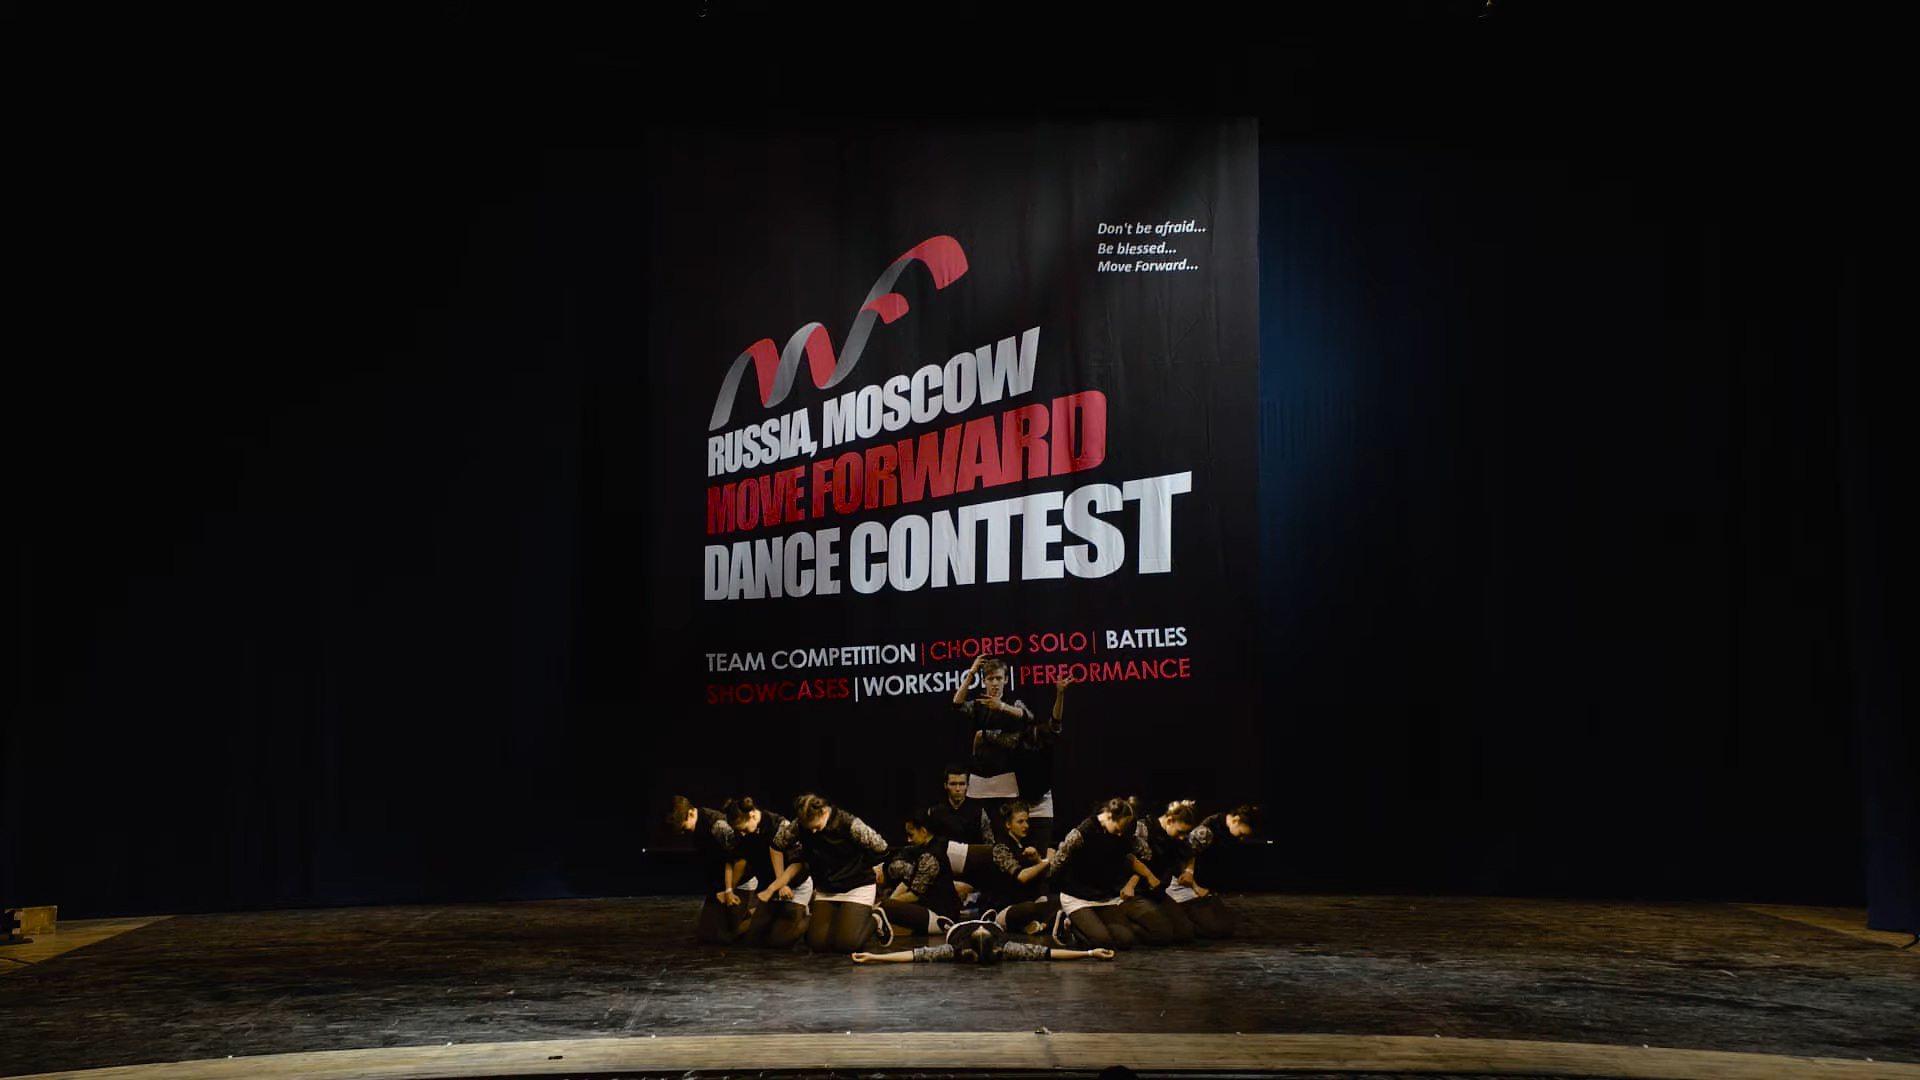 Don't be afraid...
Be blessed...
Move Forward...
RUSSIA, MOSCOW
MOVE FORWARD
DANCE CONTEST
TEAM COMPETITION | CHOREO SOLO | BATTLES
SHOWCASES | WORKSHOPS | PERFORMANCE